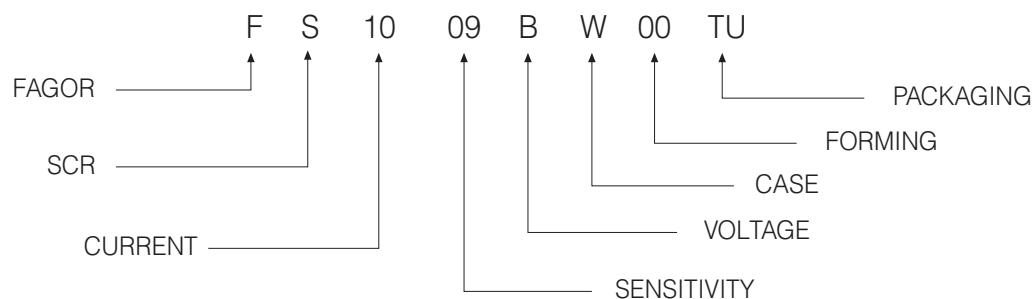 F S 10 09 B W 00 TU
FAGOR
PACKAGING
FORMING
SCR
CASE
VOLTAGE
CURRENT
SENSITIVITY